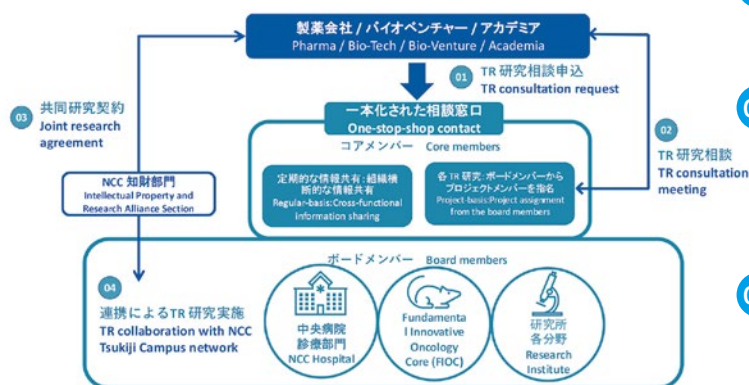 製薬会社 / バイオベンチャー / アカデミア
Pharma / Bio-Tech / Bio-Venture / Academia
01
TR 研究相談申込
TR consultation request
一本化された相談窓口
One-stop-shop contact
コアメンバー Core members
定期的な情報共有:組織横
断的な情報共有
Regular-basis:Cross-functional
information sharing
各 TR 研究:ボードメンバーから
プロジェクトメンバーを指名
Project-basis:Project assignment
from the board members
02
TR 研究相談
TR consultation
meeting
03
共同研究契約
Joint research
agreement
NCC 知財部門
Intellectual Property and
Research Alliance Section
ボードメンバー Board members
04
連携によるTR 研究実施
TR collaboration with NCC
Tsukiji Campus network
中央病院
診療部門
NCC Hospital
Fundamenta
l Innovative
Oncology
Core (FIOC)
研究所
各分野
Research
Institute